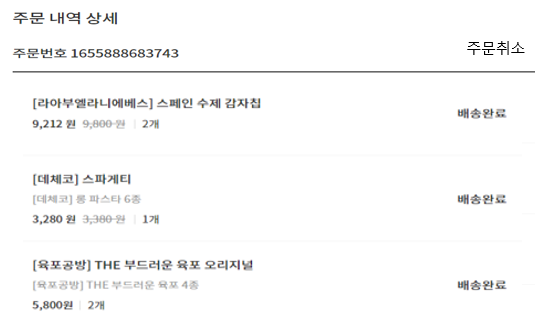 주문 내역 상세
주문번호 1655888683743 주문취소
[라아부엘라니에베스] 스페인 수제 감자칩
9,212 원 9,800 원 | 2개
배송완료
[데체코] 스파게티
[데체코] 롱 파스타 6종
배송완료
3,280 원 3,380 원 | 1개
[육포공방] THE 부드러운 육포 오리지널
[육포공방] THE 부드러운 육포 4종
배송완료
5,800원 | 2개